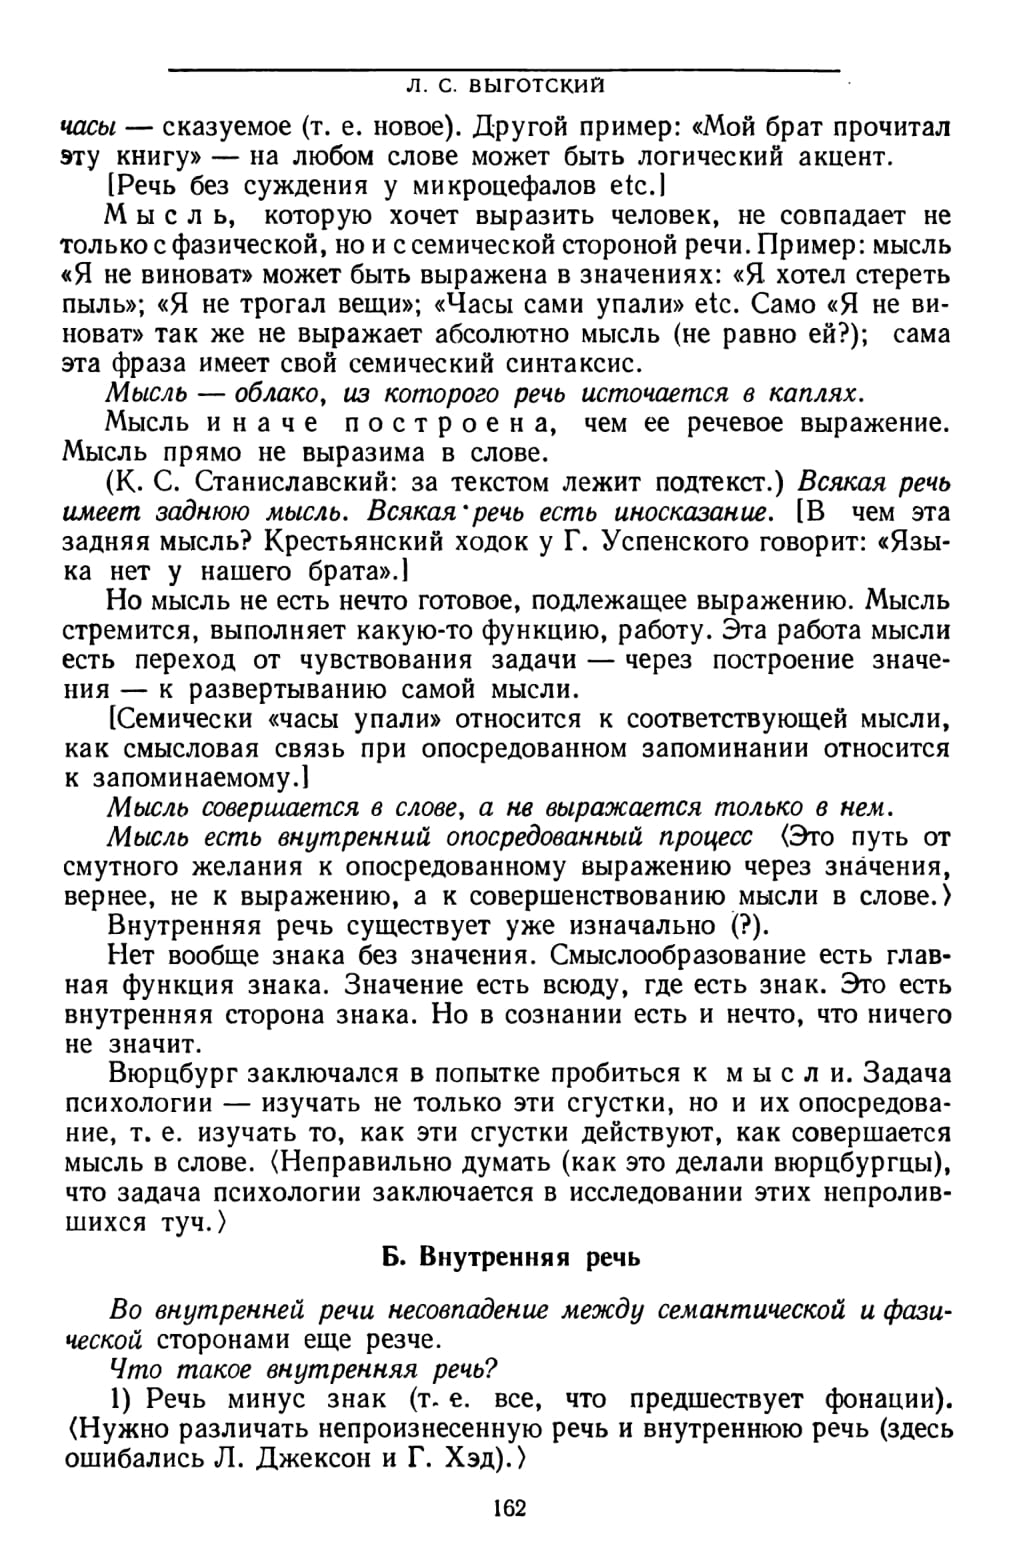 Л. С. ВЫГОТСКИЙ
часы — сказуемое (т. е. новое). Другой пример: «Мой брат прочитал
эту книгу» — на любом слове может быть логический акцент.
[Речь без суждения у микроцефалов etc.]
М ы с л ь, которую хочет выразить человек, не совпадает не
только с фазической, но и с семической стороной речи. Пример: мысль
«Я не виноват» может быть выражена в значениях: «Я хотел стереть
пыль»; «Я не трогал вещи»; «Часы сами упали» etc. Само «Я не ви-
новат» так же не выражает абсолютно мысль (не равно ей?); сама
эта фраза имеет свой семический синтаксис.
Мысль — облако, из которого речь источается в каплях.
Мысль и н а ч е п о с т р о е н а, чем ее речевое выражение.
Мысль прямо не выразима в слове.
(К. С. Станиславский: за текстом лежит подтекст.) Всякая речь
имеет заднюю мысль. Всякая речь есть иносказание. [В чем эта
задняя мысль? Крестьянский ходок у Г. Успенского говорит: «Язы-
ка нет у нашего брата».]
Но мысль не есть нечто готовое, подлежащее выражению. Мысль
стремится, выполняет какую-то функцию, работу. Эта работа мысли
есть переход от чувствования задачи — через построение значе-
ния — к развертыванию самой мысли.
[Семически «часы упали» относится к соответствующей мысли,
как смысловая связь при опосредованном запоминании относится
к запоминаемому.]
Мысль совершается в слове, а не выражается только в нем.
Мысль есть внутренний опосредованный процесс ⟨Это путь от
смутного желания к опосредованному выражению через значения,
вернее, не к выражению, а к совершенствованию мысли в слове.⟩
Внутренняя речь существует уже изначально (?).
Нет вообще знака без значения. Смыслообразование есть глав-
ная функция знака. Значение есть всюду, где есть знак. Это есть
внутренняя сторона знака. Но в сознании есть и нечто, что ничего
не значит.
Вюрцбург заключался в попытке пробиться к м ы с л и. Задача
психологии — изучать не только эти сгустки, но и их опосредова-
ние, т. е. изучать то, как эти сгустки действуют, как совершается
мысль в слове. ⟨Неправильно думать (как это делали вюрцбургцы),
что задача психологии заключается в исследовании этих непролив-
шихся туч.⟩
Б. Внутренняя речь
Во внутренней речи несовпадение между семантической и фази-
ческой сторонами еще резче.
Что такое внутренняя речь?
1) Речь минус знак (т. е. все, что предшествует фонации).
⟨Нужно различать непроизнесенную речь и внутреннюю речь (здесь
ошибались Л. Джексон и Г. Хэд).⟩
162